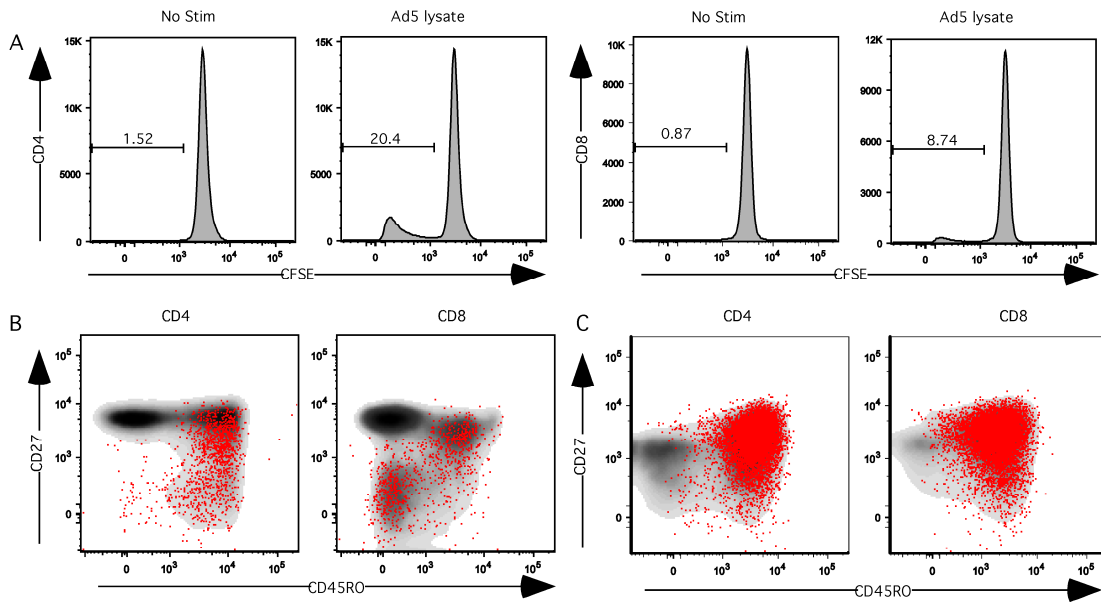 No Stim
Ad5 lysate
No Stim
Ad5 lysate
A
CD4
15K
10K
5000
0
1.52
0
10³
10⁴
10⁵
15K
10K
5000
0
20.4
0
10³
10⁴
10⁵
CFSE
CD8
10K
8000
6000
4000
2000
0
0.87
0
10³
10⁴
10⁵
12K
9000
6000
3000
0
8.74
0
10³
10⁴
10⁵
CFSE
B
CD4
CD8
CD27
10⁵
10⁴
10³
0
0
10³
10⁴
10⁵
10⁵
10⁴
10³
0
0
10³
10⁴
10⁵
CD45RO
C
CD4
CD8
CD27
10⁵
10⁴
10³
0
0
10³
10⁴
10⁵
10⁵
10⁴
10³
0
0
10³
10⁴
10⁵
CD45RO